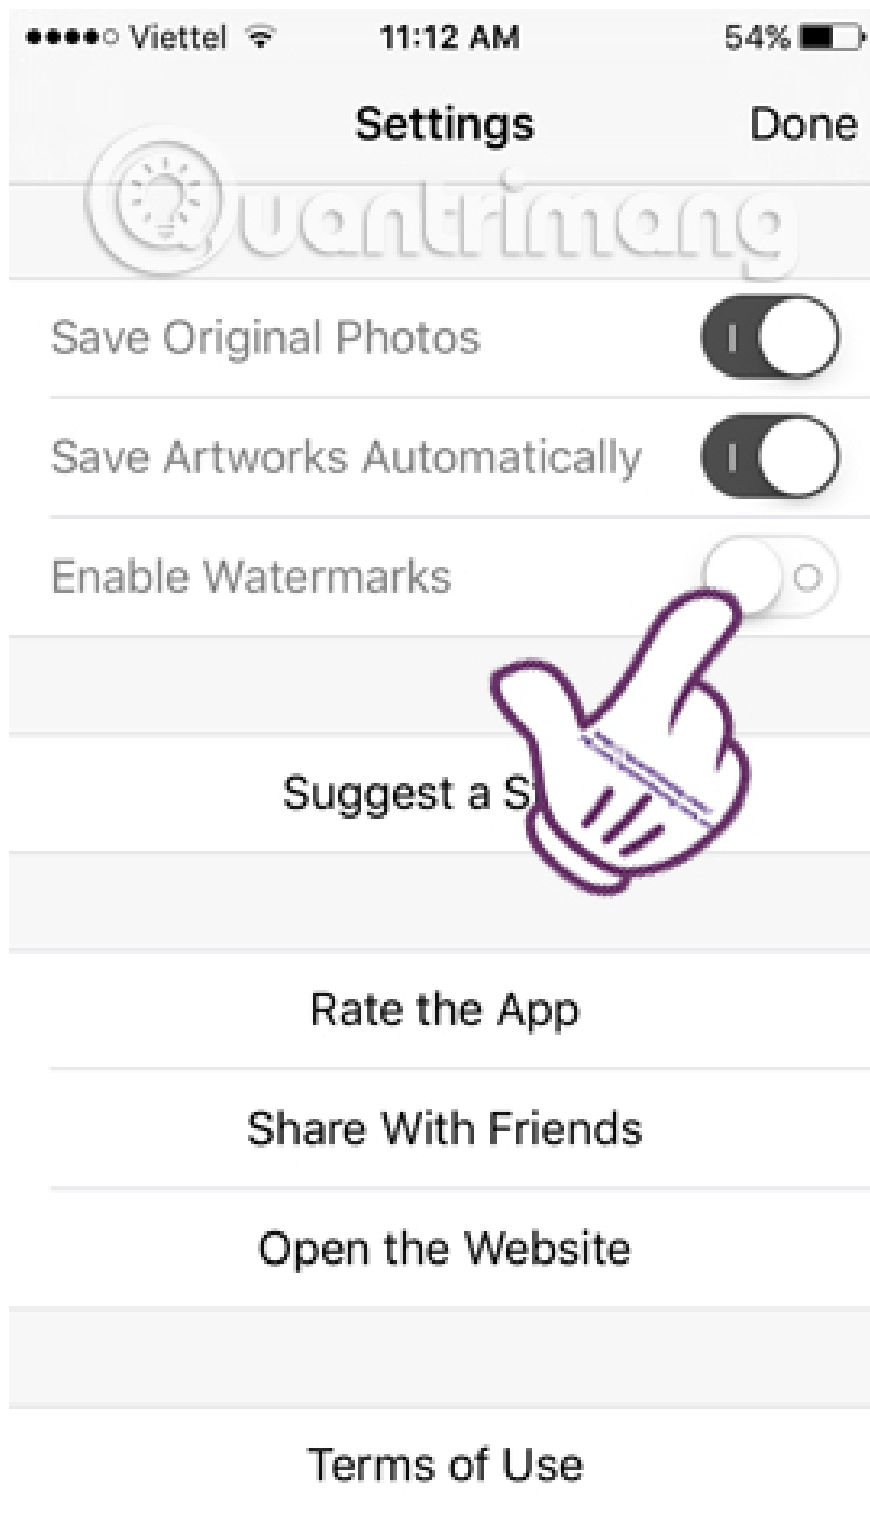 Viettel 11:12 AM 54%
Settings Done
Quantrimang
Save Original Photos
Save Artworks Automatically
Enable Watermarks
Suggest a S
Rate the App
Share With Friends
Open the Website
Terms of Use